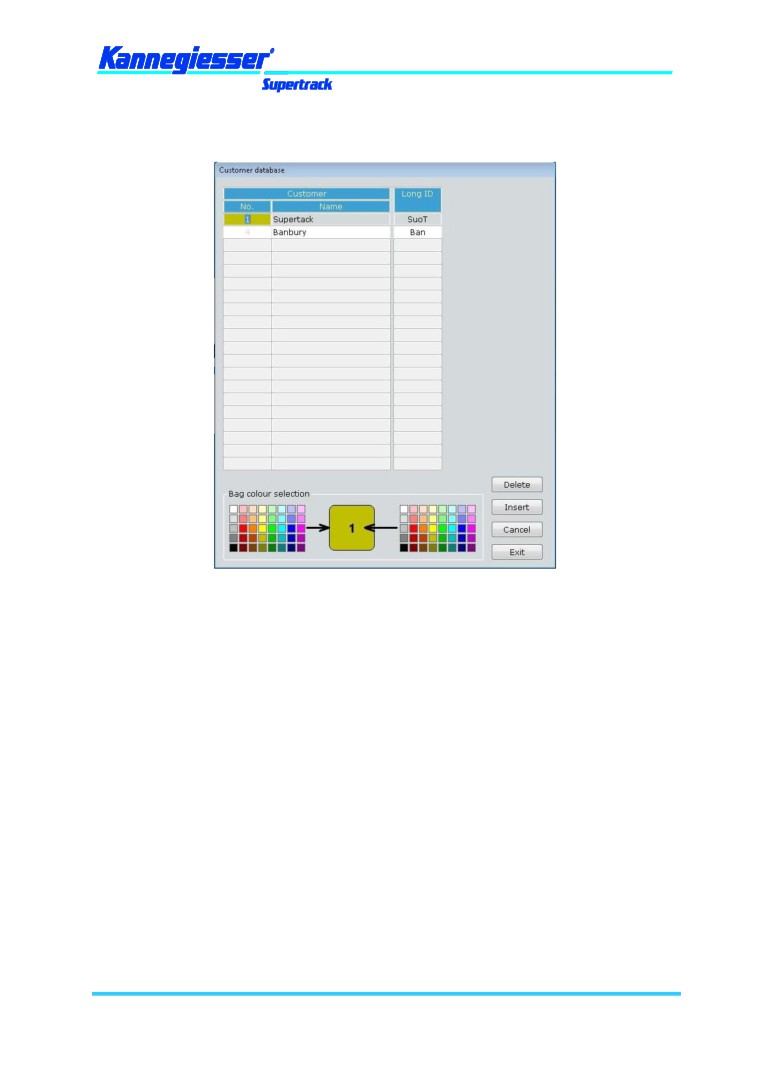 Kannegiesser
Supertrack
Customer database
Customer Long ID
No. Name
1 Supertack SuoT
4 Banbury Ban
Delete
Bag colour selection
Insert
1
Cancel
Exit